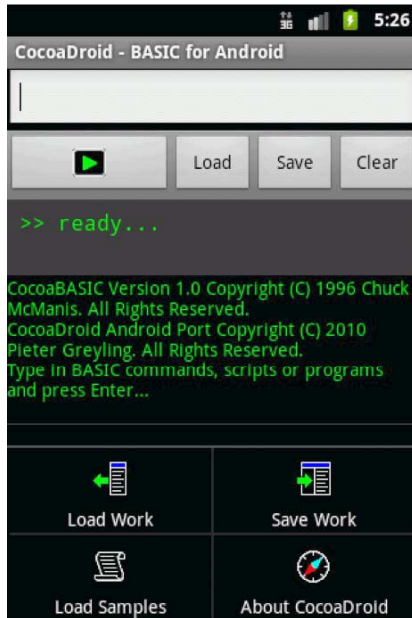 3G 5:26
CocoaDroid - BASIC for Android
Load Save Clear
>> ready...
CocoaBASIC Version 1.0 Copyright (C) 1996 Chuck
McManis. All Rights Reserved.
CocoaDroid Android Port Copyright (C) 2010
Pieter Greyling. All Rights Reserved.
Type in BASIC commands, scripts or programs
and press Enter...
Load Work Save Work
Load Samples About CocoaDroid